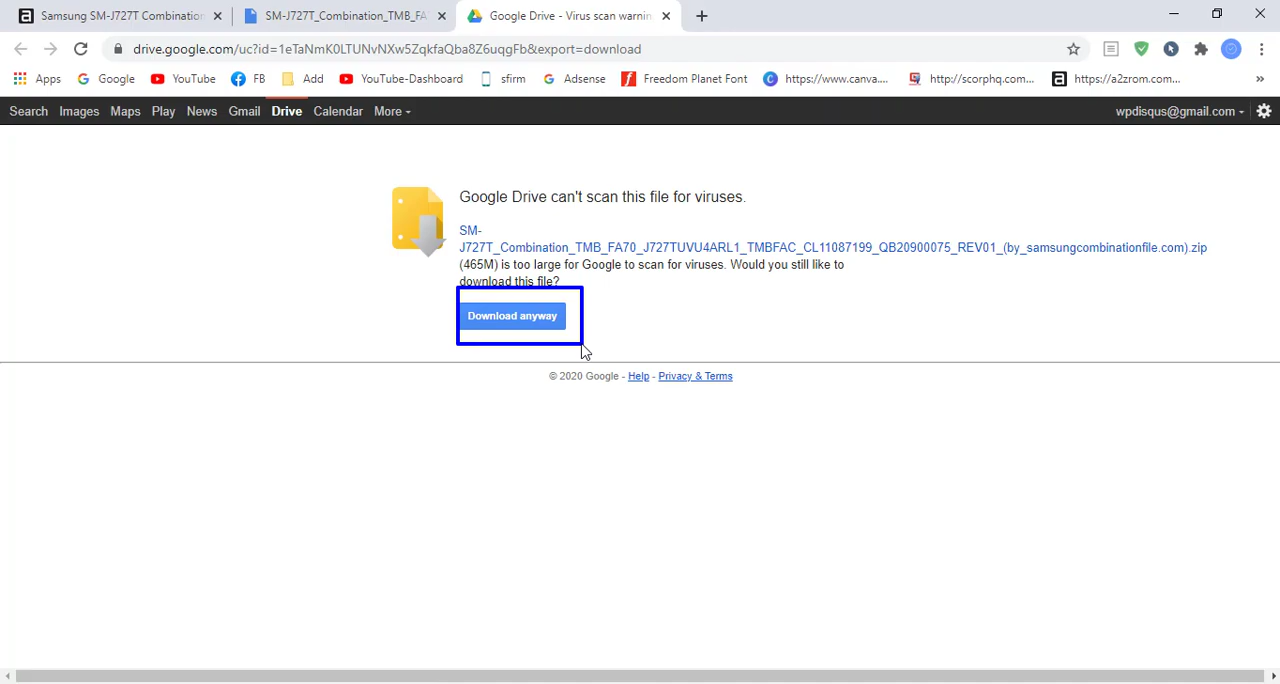 Samsung SM-J727T Combination
SM-J727T_Combination_TMB_FA
Google Drive - Virus scan warnin
drive.google.com/uc?id=1eTaNmK0LTUNvNXw5ZqkfaQba8Z6uqgFb&export=download
Apps Google YouTube FB Add YouTube-Dashboard sfirm Adsense Freedom Planet Font https://www.canva.... http://scorphq.com... https://a2zrom.com... »
Search Images Maps Play News Gmail Drive Calendar More wpdisqus@gmail.com
Google Drive can't scan this file for viruses.
SM-
J727T_Combination_TMB_FA70_J727TUVU4ARL1_TMBFAC_CL11087199_QB20900075_REV01_(by_samsungcombinationfile.com).zip
(465M) is too large for Google to scan for viruses. Would you still like to
download this file?
Download anyway
© 2020 Google - Help - Privacy & Terms